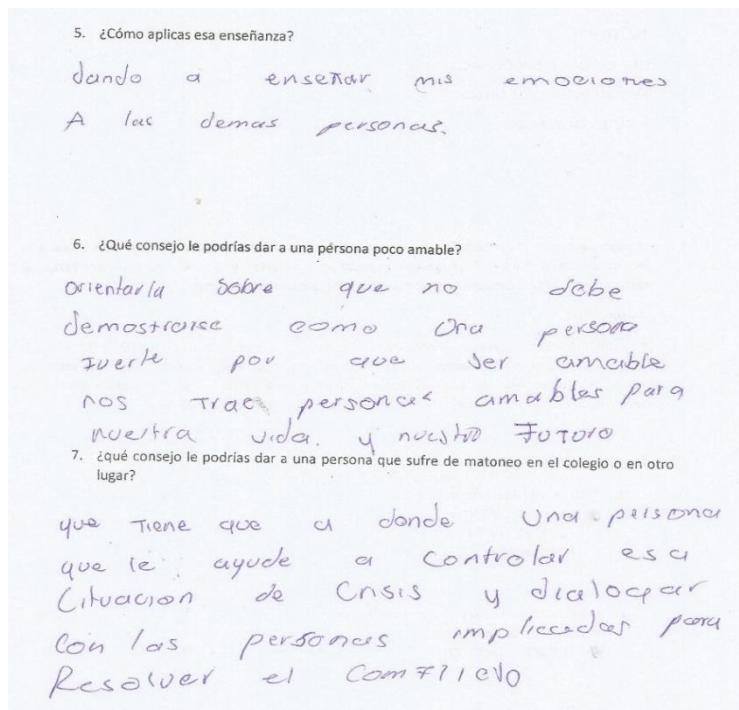 5. ¿Cómo aplicas esa enseñanza?
dando a enseñar mis emociones
A las demas personas.
6. ¿Qué consejo le podrías dar a una persona poco amable?
orientarla sobre que no debe
demostrarse como una persona
Fuerte por que ser amable
nos trae personas amables para
nuestra vida. y nuestro Futuro
7. ¿qué consejo le podrías dar a una persona que sufre de matoneo en el colegio o en otro
lugar?
que Tiene que a donde una persona
que le ayude a controlar esa
Cituacion de Crisis y dialogar
Con las personas implicadas para
Resolver el Comflicto